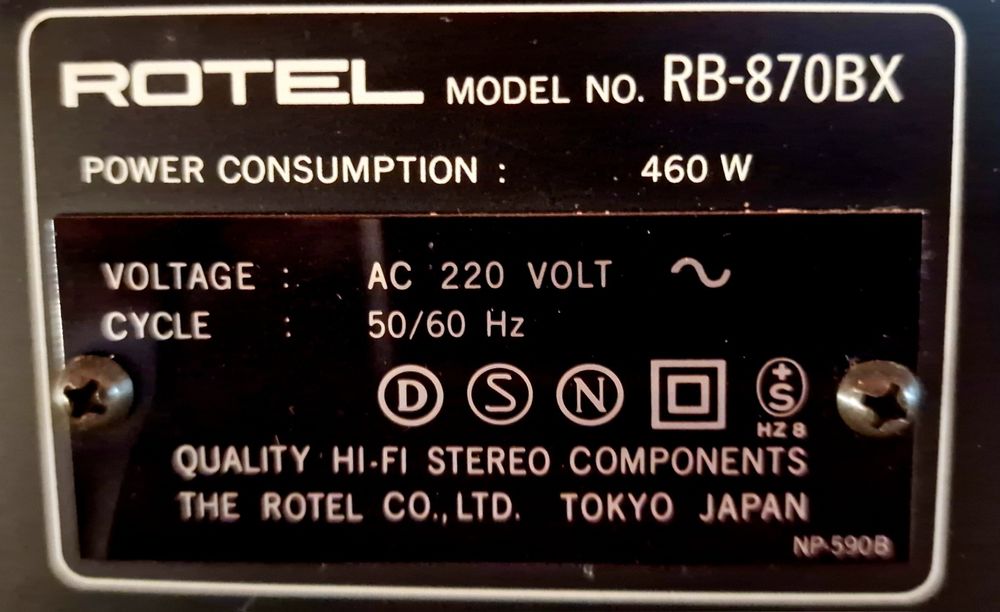 ROTEL MODEL NO. RB-870BX
POWER CONSUMPTION : 460 W
VOLTAGE : AC 220 VOLT ~
CYCLE : 50/60 Hz
D S N +S
HZ 8
QUALITY HI-FI STEREO COMPONENTS
THE ROTEL CO., LTD. TOKYO JAPAN
NP-590B